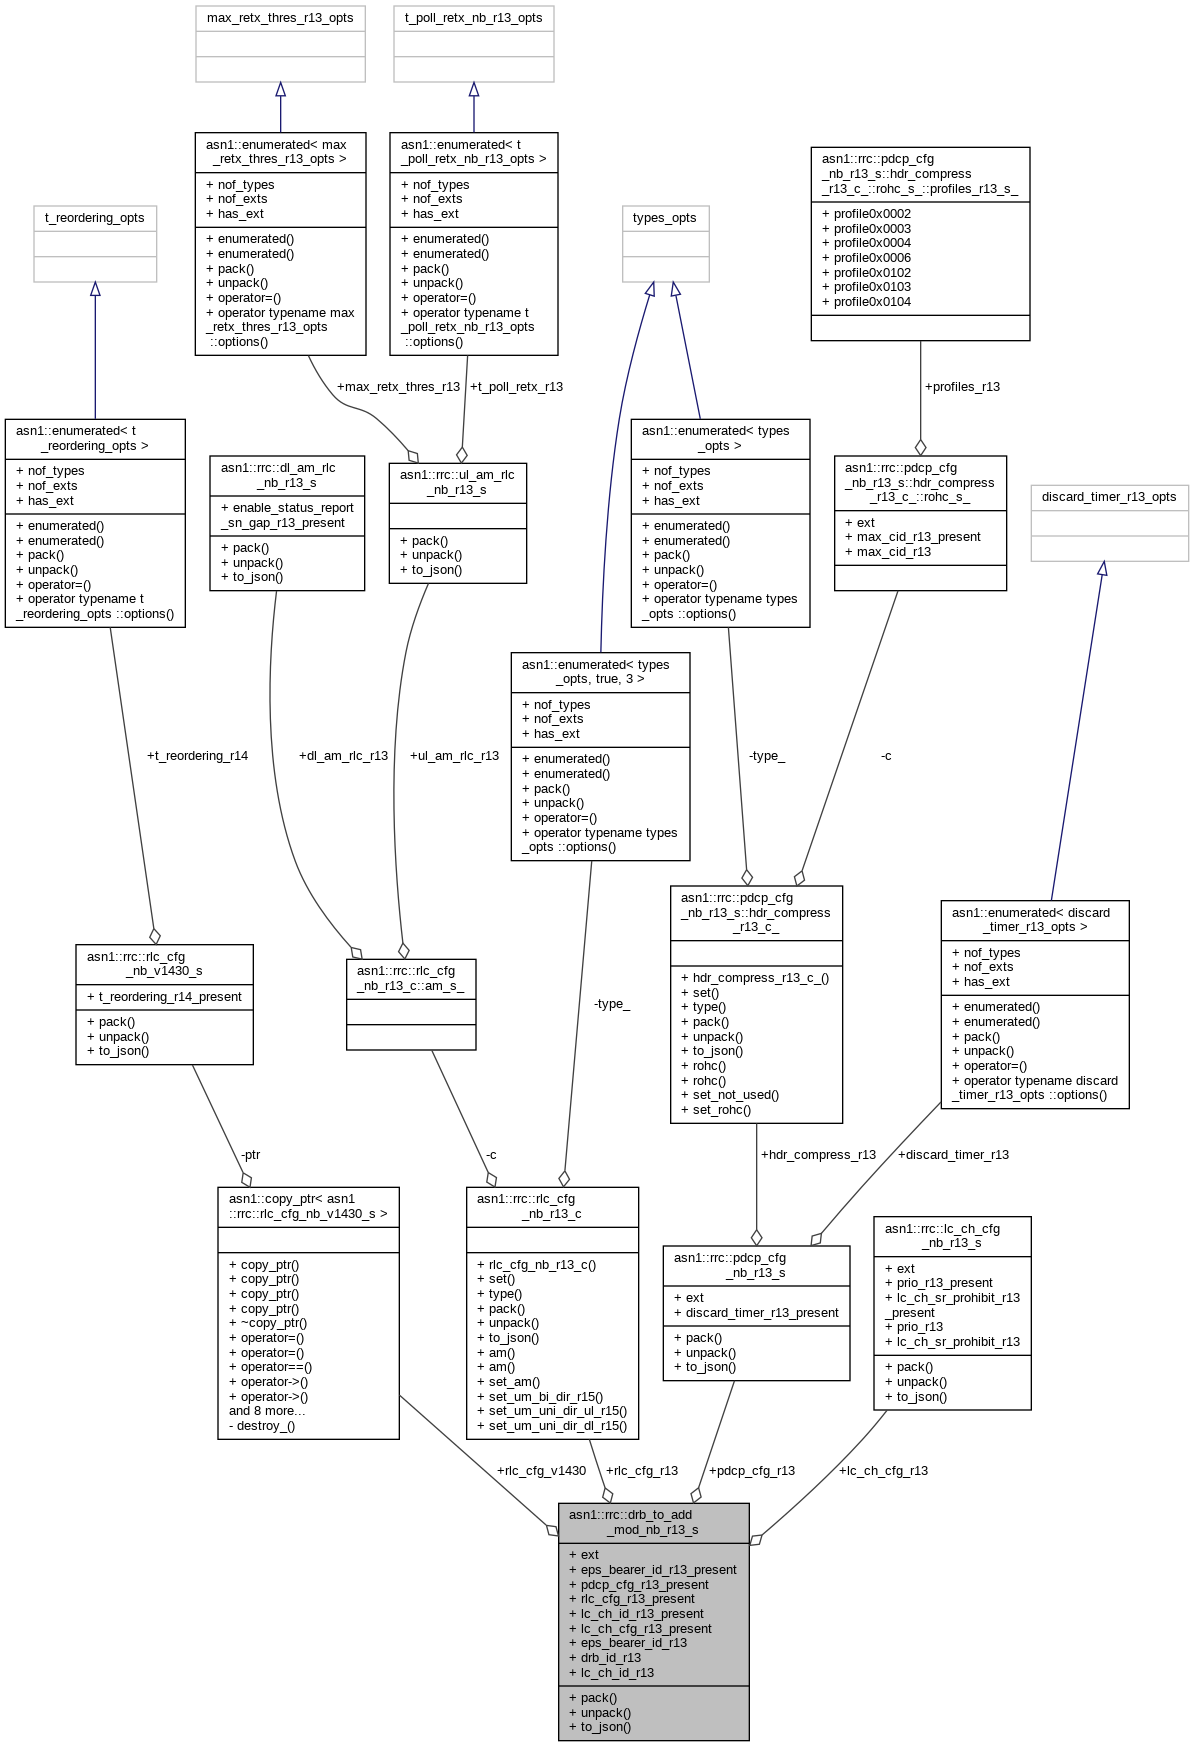 max_retx_thres_r13_opts
t_poll_retx_nb_r13_opts
asn1::enumerated< max
_retx_thres_r13_opts >
+ nof_types
+ nof_exts
+ has_ext
+ enumerated()
+ enumerated()
+ pack()
+ unpack()
+ operator=()
+ operator typename max
_retx_thres_r13_opts
::options()
asn1::enumerated< t
_poll_retx_nb_r13_opts >
+ nof_types
+ nof_exts
+ has_ext
+ enumerated()
+ enumerated()
+ pack()
+ unpack()
+ operator=()
+ operator typename t
_poll_retx_nb_r13_opts
::options()
asn1::rrc::pdcp_cfg
_nb_r13_s::hdr_compress
_r13_c_::rohc_s_::profiles_r13_s_
+ profile0x0002
+ profile0x0003
+ profile0x0004
+ profile0x0006
+ profile0x0102
+ profile0x0103
+ profile0x0104
t_reordering_opts
types_opts
+max_retx_thres_r13
+t_poll_retx_r13
+profiles_r13
asn1::enumerated< t
_reordering_opts >
+ nof_types
+ nof_exts
+ has_ext
+ enumerated()
+ enumerated()
+ pack()
+ unpack()
+ operator=()
+ operator typename t
_reordering_opts ::options()
asn1::rrc::dl_am_rlc
_nb_r13_s
+ enable_status_report
_sn_gap_r13_present
+ pack()
+ unpack()
+ to_json()
asn1::rrc::ul_am_rlc
_nb_r13_s
+ pack()
+ unpack()
+ to_json()
asn1::enumerated< types
_opts >
+ nof_types
+ nof_exts
+ has_ext
+ enumerated()
+ enumerated()
+ pack()
+ unpack()
+ operator=()
+ operator typename types
_opts ::options()
asn1::rrc::pdcp_cfg
_nb_r13_s::hdr_compress
_r13_c_::rohc_s_
+ ext
+ max_cid_r13_present
+ max_cid_r13
discard_timer_r13_opts
asn1::enumerated< types
_opts, true, 3 >
+ nof_types
+ nof_exts
+ has_ext
+ enumerated()
+ enumerated()
+ pack()
+ unpack()
+ operator=()
+ operator typename types
_opts ::options()
+t_reordering_r14
+dl_am_rlc_r13
+ul_am_rlc_r13
-type_
-c
asn1::rrc::pdcp_cfg
_nb_r13_s::hdr_compress
_r13_c_
+ hdr_compress_r13_c_()
+ set()
+ type()
+ pack()
+ unpack()
+ to_json()
+ rohc()
+ rohc()
+ set_not_used()
+ set_rohc()
asn1::enumerated< discard
_timer_r13_opts >
+ nof_types
+ nof_exts
+ has_ext
+ enumerated()
+ enumerated()
+ pack()
+ unpack()
+ operator=()
+ operator typename discard
_timer_r13_opts ::options()
asn1::rrc::rlc_cfg
_nb_v1430_s
+ t_reordering_r14_present
+ pack()
+ unpack()
+ to_json()
asn1::rrc::rlc_cfg
_nb_r13_c::am_s_
-type_
-ptr
-c
+hdr_compress_r13
+discard_timer_r13
asn1::copy_ptr< asn1
::rrc::rlc_cfg_nb_v1430_s >
+ copy_ptr()
+ copy_ptr()
+ copy_ptr()
+ copy_ptr()
+ ~copy_ptr()
+ operator=()
+ operator=()
+ operator==()
+ operator->()
+ operator->()
and 8 more...
- destroy_()
asn1::rrc::rlc_cfg
_nb_r13_c
+ rlc_cfg_nb_r13_c()
+ set()
+ type()
+ pack()
+ unpack()
+ to_json()
+ am()
+ am()
+ set_am()
+ set_um_bi_dir_r15()
+ set_um_uni_dir_ul_r15()
+ set_um_uni_dir_dl_r15()
asn1::rrc::pdcp_cfg
_nb_r13_s
+ ext
+ discard_timer_r13_present
+ pack()
+ unpack()
+ to_json()
asn1::rrc::lc_ch_cfg
_nb_r13_s
+ ext
+ prio_r13_present
+ lc_ch_sr_prohibit_r13
_present
+ prio_r13
+ lc_ch_sr_prohibit_r13
+ pack()
+ unpack()
+ to_json()
+rlc_cfg_v1430
+rlc_cfg_r13
+pdcp_cfg_r13
+lc_ch_cfg_r13
asn1::rrc::drb_to_add
_mod_nb_r13_s
+ ext
+ eps_bearer_id_r13_present
+ pdcp_cfg_r13_present
+ rlc_cfg_r13_present
+ lc_ch_id_r13_present
+ lc_ch_cfg_r13_present
+ eps_bearer_id_r13
+ drb_id_r13
+ lc_ch_id_r13
+ pack()
+ unpack()
+ to_json()